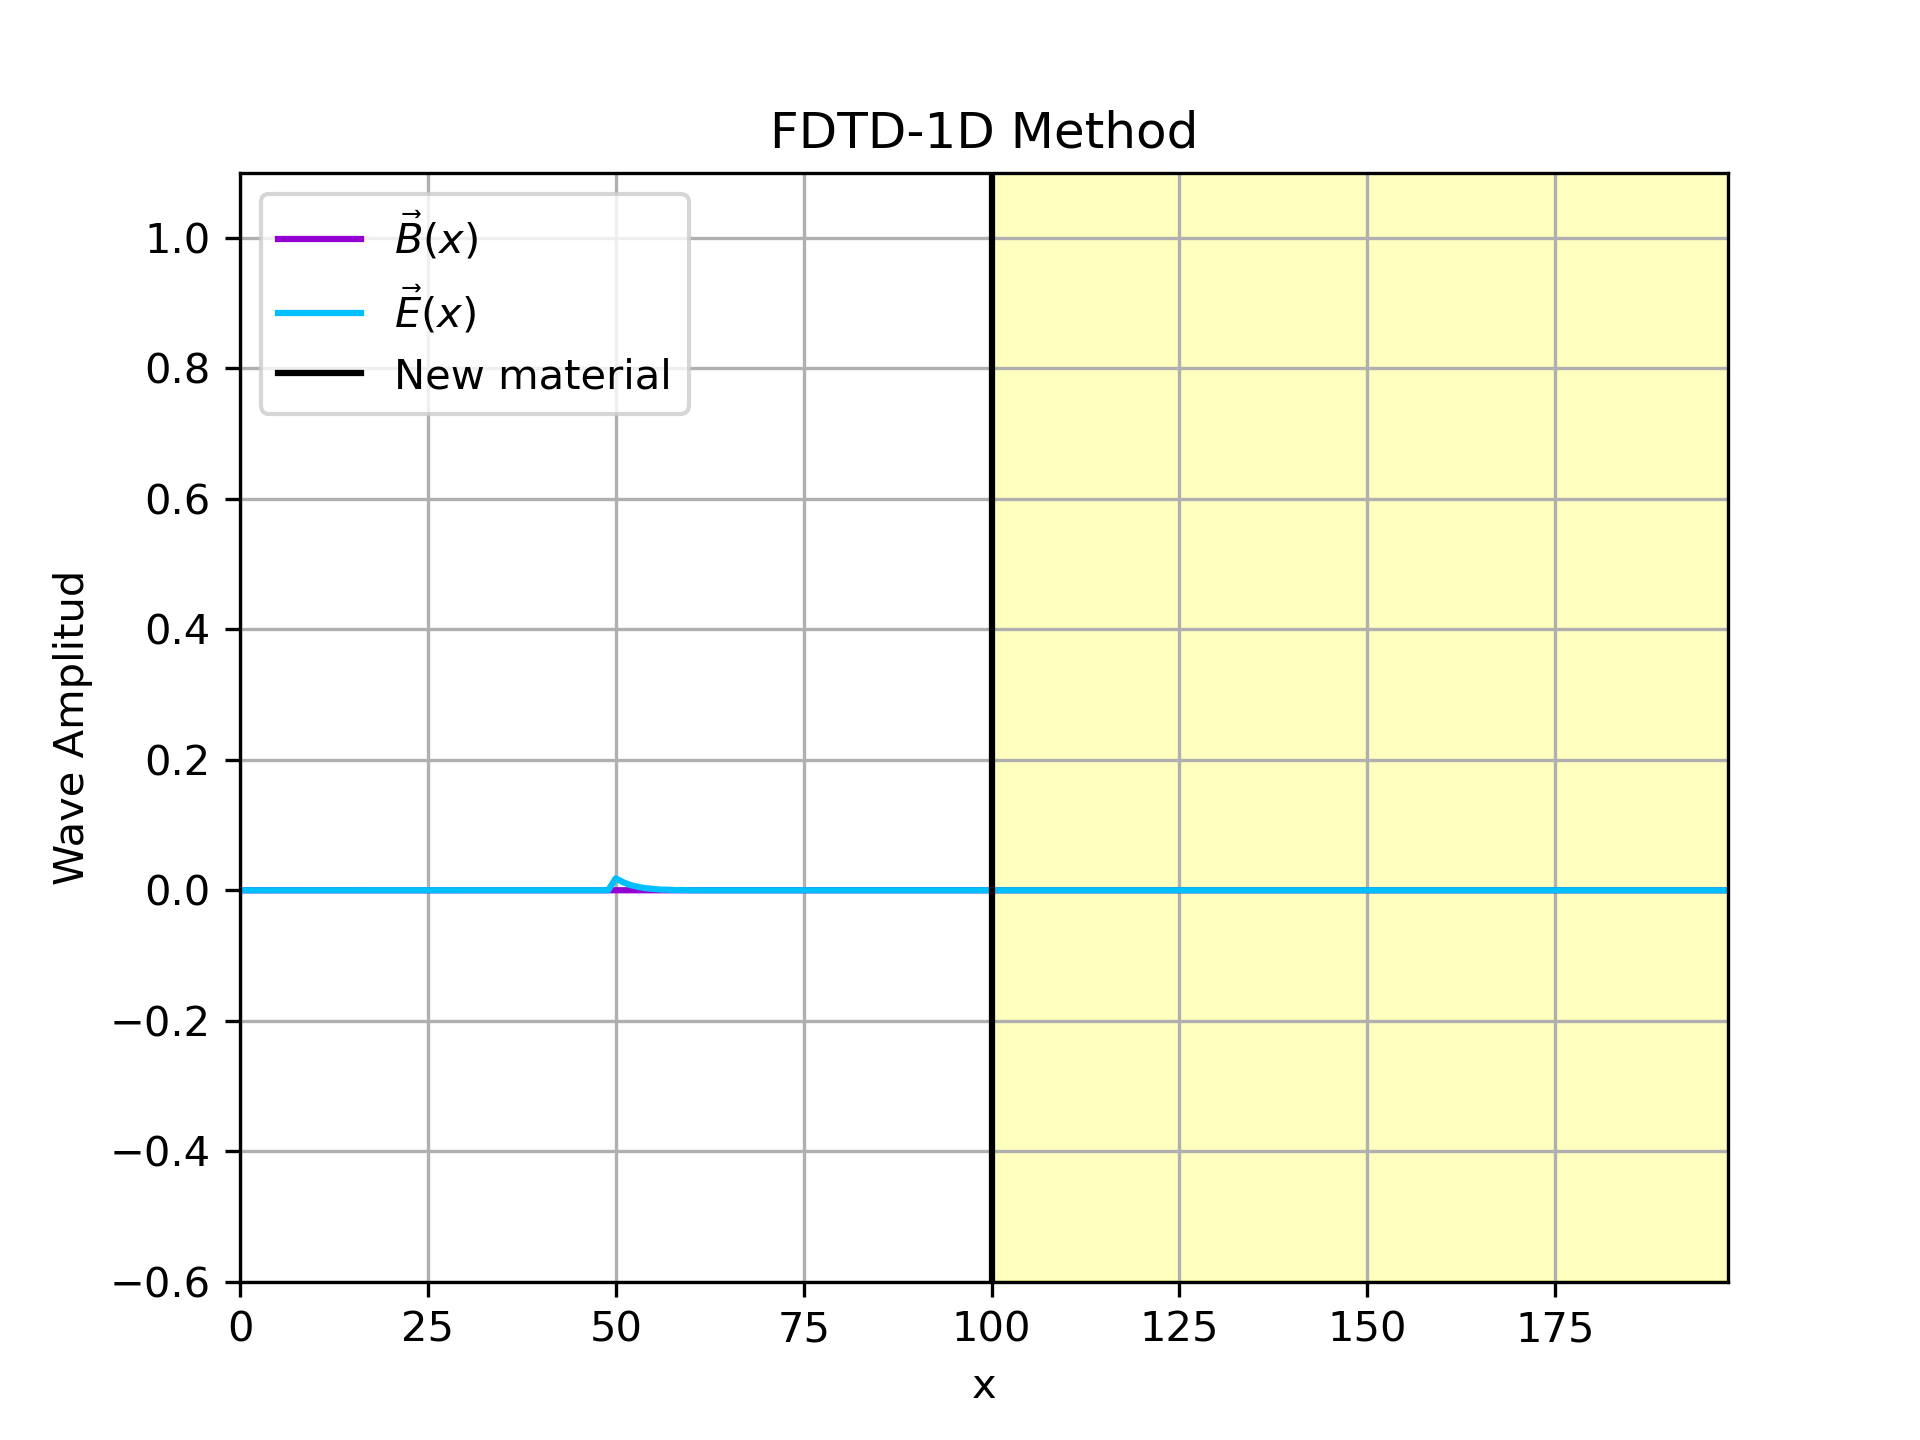 FDTD-1D Method
B⃗(x)
E⃗(x)
New material
Wave Amplitud
1.0
0.8
0.6
0.4
0.2
0.0
−0.2
−0.4
−0.6
0 25 50 75 100 125 150 175
x